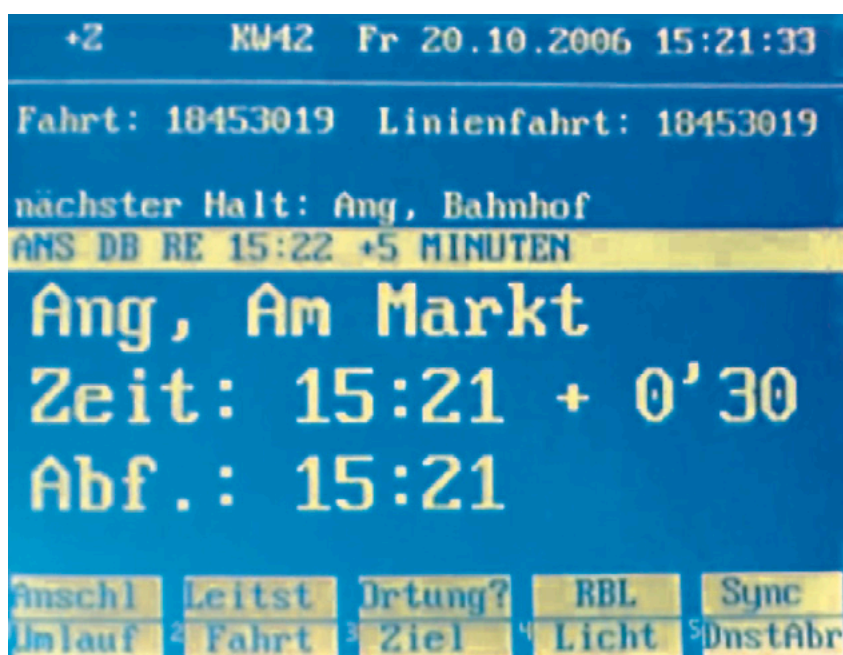 +Z KW42 Fr 20.10.2006 15:21:33
Fahrt: 18453019 Linienfahrt: 18453019
nächster Halt: Ang, Bahnhof
ANS DB RE 15:22 +5 MINUTEN
Ang, Am Markt
Zeit: 15:21 + 0'30
Abf.: 15:21
Anschl Leitst Ortung? RBL Sync
Umlauf 2 Fahrt 3 Ziel 4 Licht 5 DnstAbr